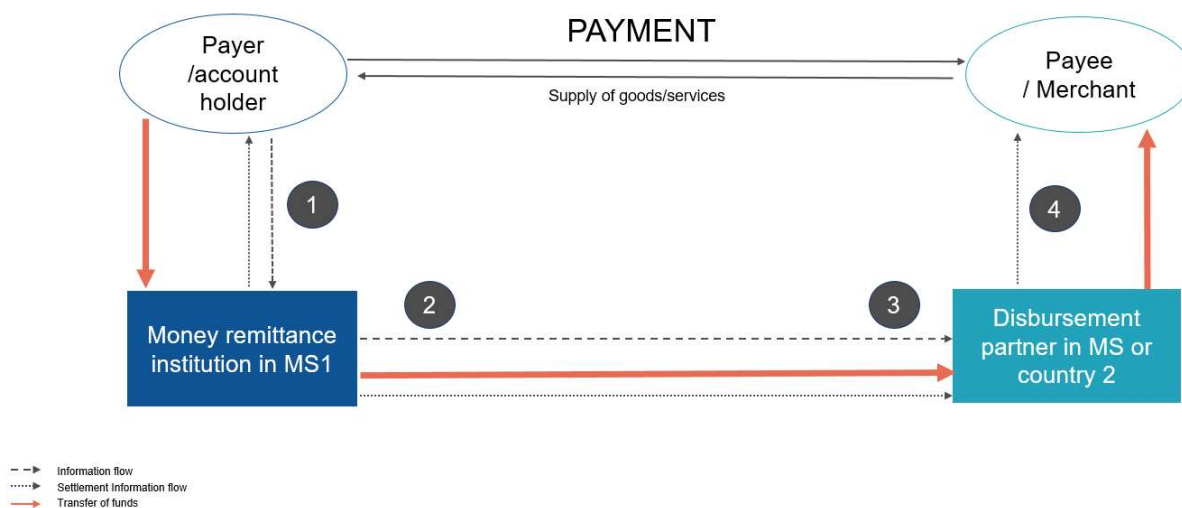 PAYMENT
Payer
/account
holder
Payee
/ Merchant
Supply of goods/services
1
4
2
3
Money remittance
institution in MS1
Disbursement
partner in MS or
country 2
Information flow
Settlement Information flow
Transfer of funds